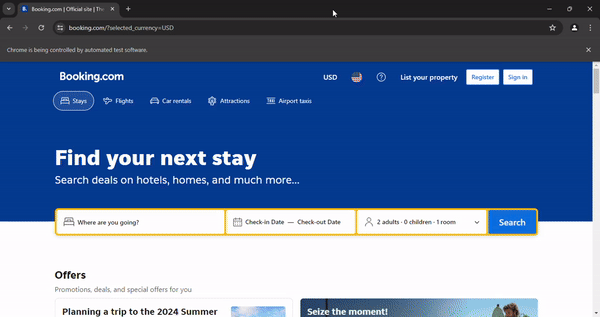 Booking.com | Official site | The
booking.com/?selected_currency=USD
Chrome is being controlled by automated test software.
Booking.com
USD
List your property
Register
Sign in
Stays
Flights
Car rentals
Attractions
Airport taxis
Find your next stay
Search deals on hotels, homes, and much more...
Where are you going?
Check-in Date — Check-out Date
2 adults · 0 children · 1 room
Search
Offers
Promotions, deals, and special offers for you
Planning a trip to the 2024 Summer
Seize the moment!